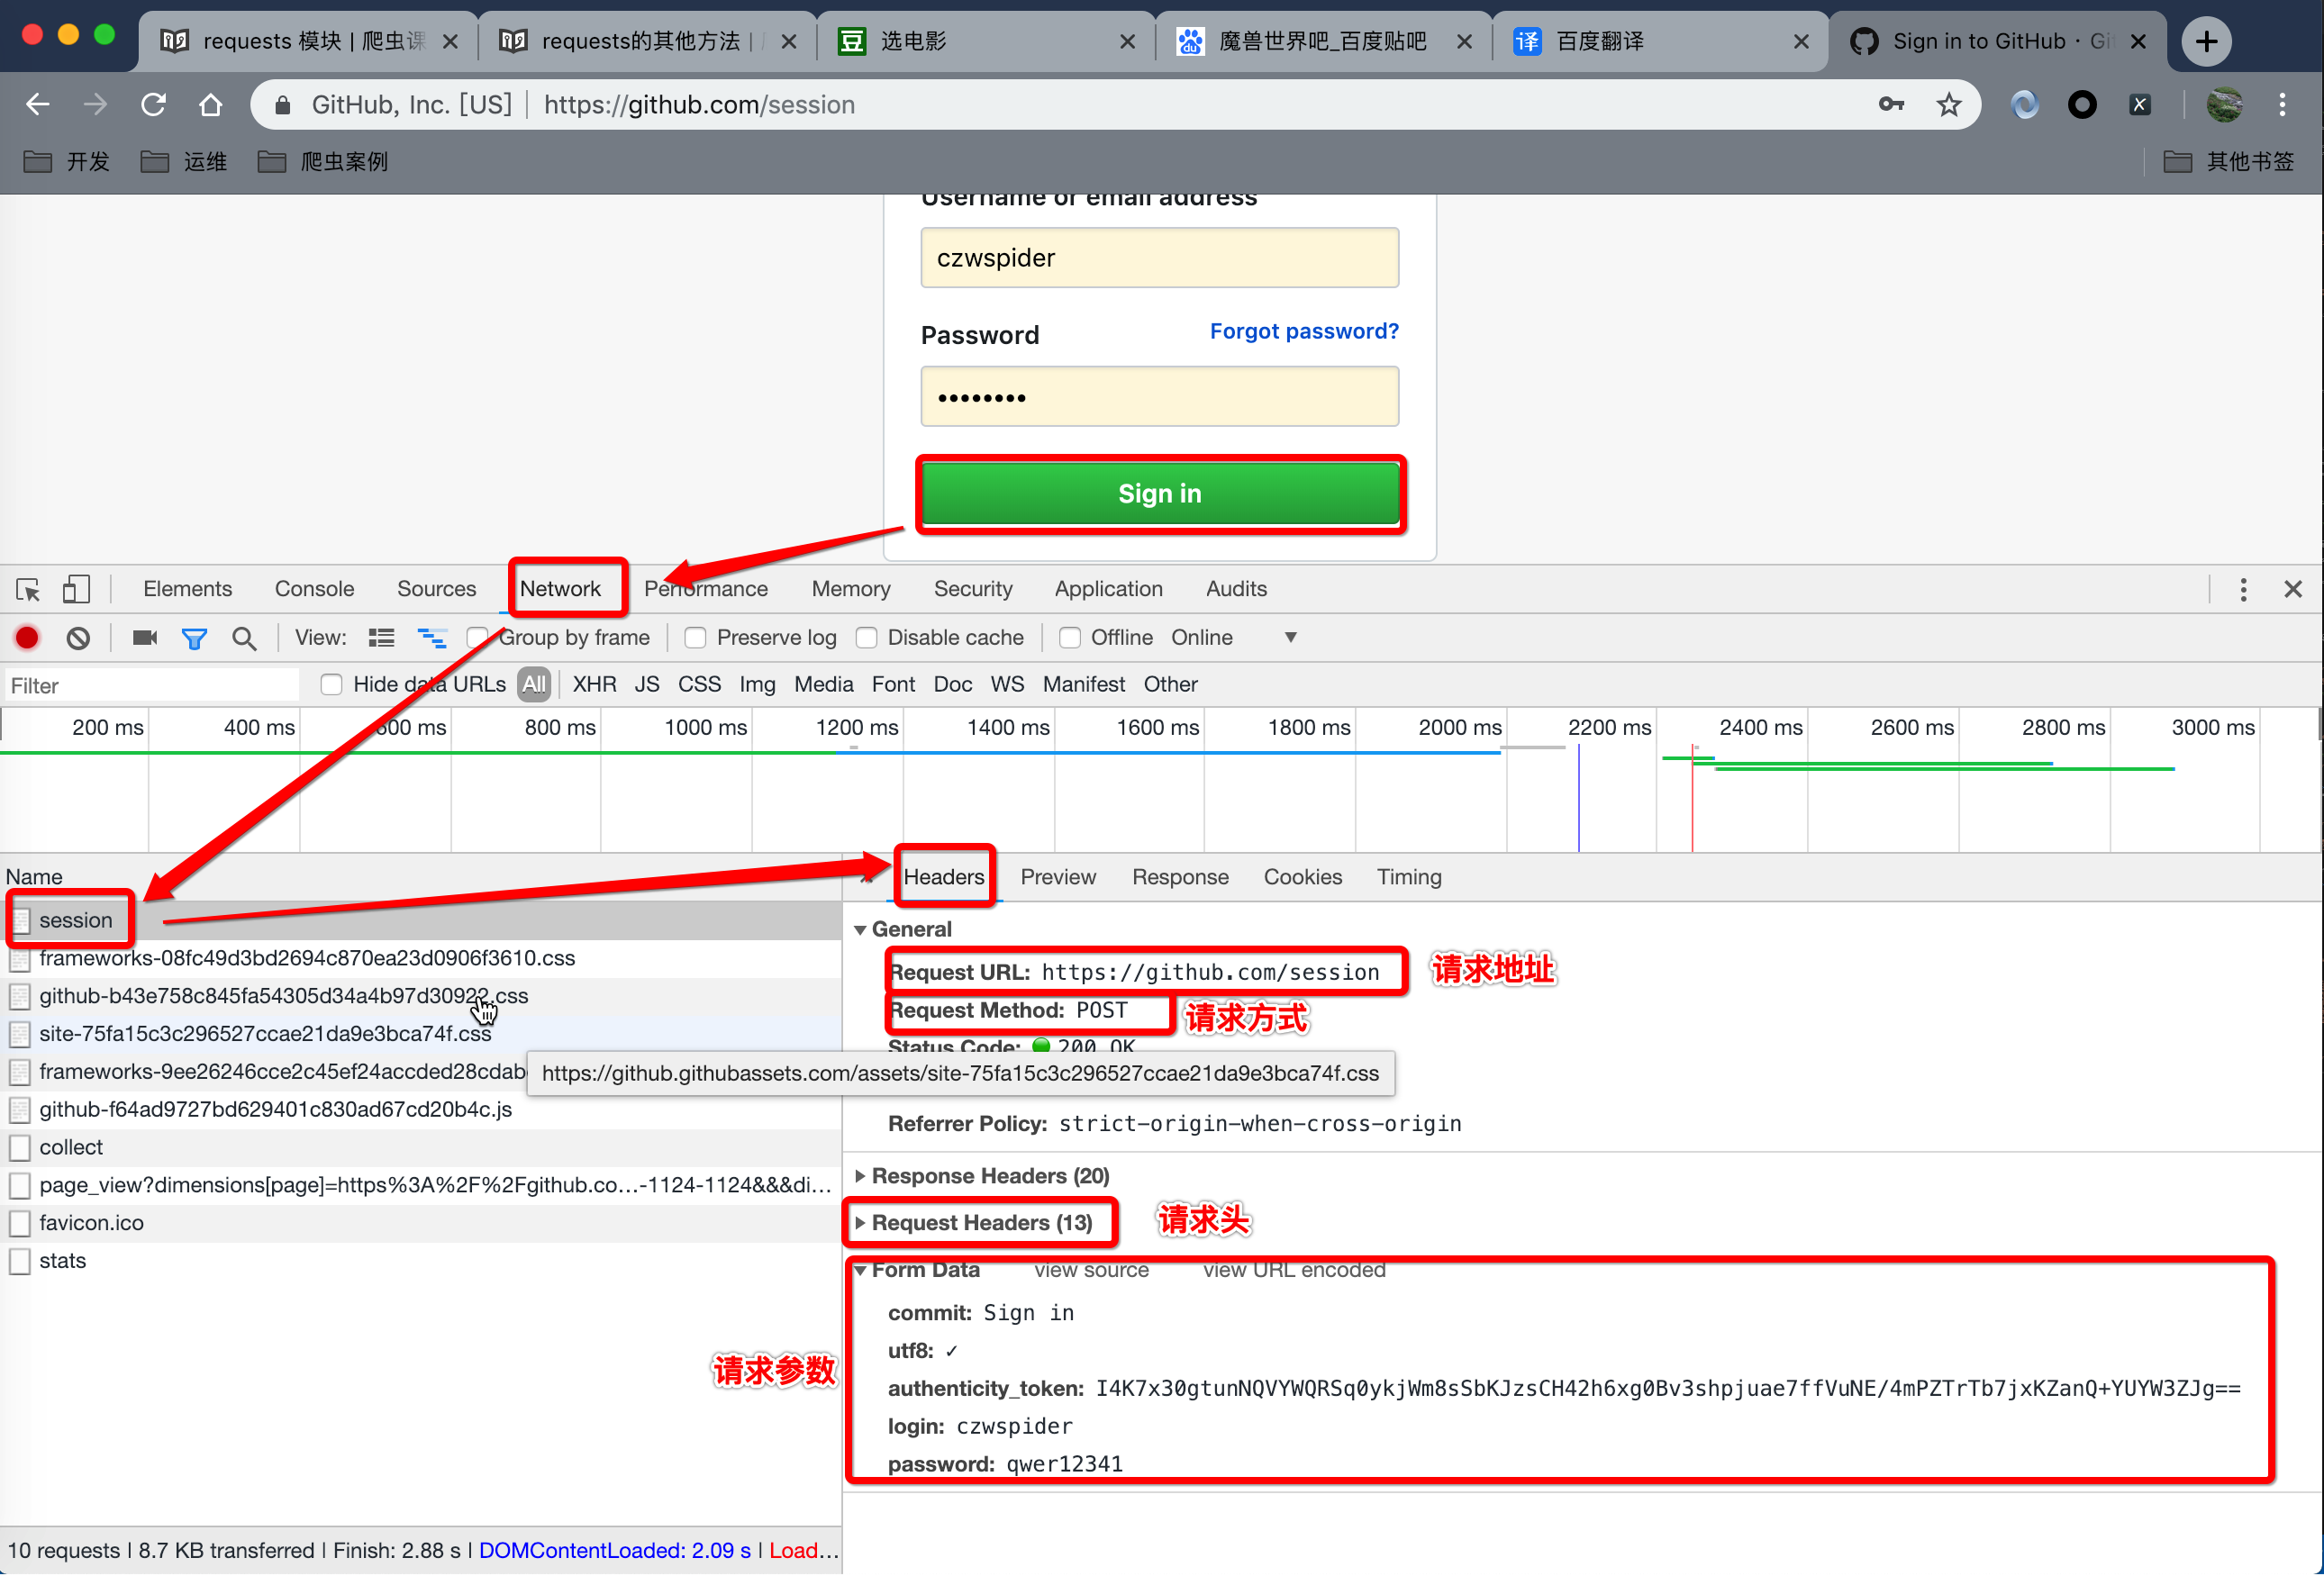 requests 模块 | 爬虫课
requests的其他方法 |
选电影
魔兽世界吧_百度贴吧
译 百度翻译
Sign in to GitHub · Gi
GitHub, Inc. [US] | https://github.com/session
开发 运维 爬虫案例 其他书签
Username or email address
czwspider
Password Forgot password?
••••••••
Sign in
Elements Console Sources Network Performance Memory Security Application Audits
View: Group by frame Preserve log Disable cache Offline Online
Filter Hide data URLs All XHR JS CSS Img Media Font Doc WS Manifest Other
200 ms 400 ms 600 ms 800 ms 1000 ms 1200 ms 1400 ms 1600 ms 1800 ms 2000 ms 2200 ms 2400 ms 2600 ms 2800 ms 3000 ms
Name
session
frameworks-08fc49d3bd2694c870ea23d0906f3610.css
github-b43e758c845fa54305d34a4b97d30922.css
site-75fa15c3c296527ccae21da9e3bca74f.css
frameworks-9ee26246cce2c45ef24accded28cdab
github-f64ad9727bd629401c830ad67cd20b4c.js
collect
page_view?dimensions[page]=https%3A%2F%2Fgithub.co…-1124-1124&&&di…
favicon.ico
stats
10 requests | 8.7 KB transferred | Finish: 2.88 s | DOMContentLoaded: 2.09 s | Load…
Headers Preview Response Cookies Timing
General
Request URL: https://github.com/session 请求地址
Request Method: POST 请求方式
Status Code: 200 OK
https://github.githubassets.com/assets/site-75fa15c3c296527ccae21da9e3bca74f.css
Referrer Policy: strict-origin-when-cross-origin
Response Headers (20)
Request Headers (13) 请求头
Form Data view source view URL encoded
commit: Sign in
utf8: ✓
请求参数
authenticity_token: I4K7x30gtunNQVYWQRSq0ykjWm8sSbKJzsCH42h6xg0Bv3shpjuae7ffVuNE/4mPZTrTb7jxKZanQ+YUYW3ZJg==
login: czwspider
password: qwer12341